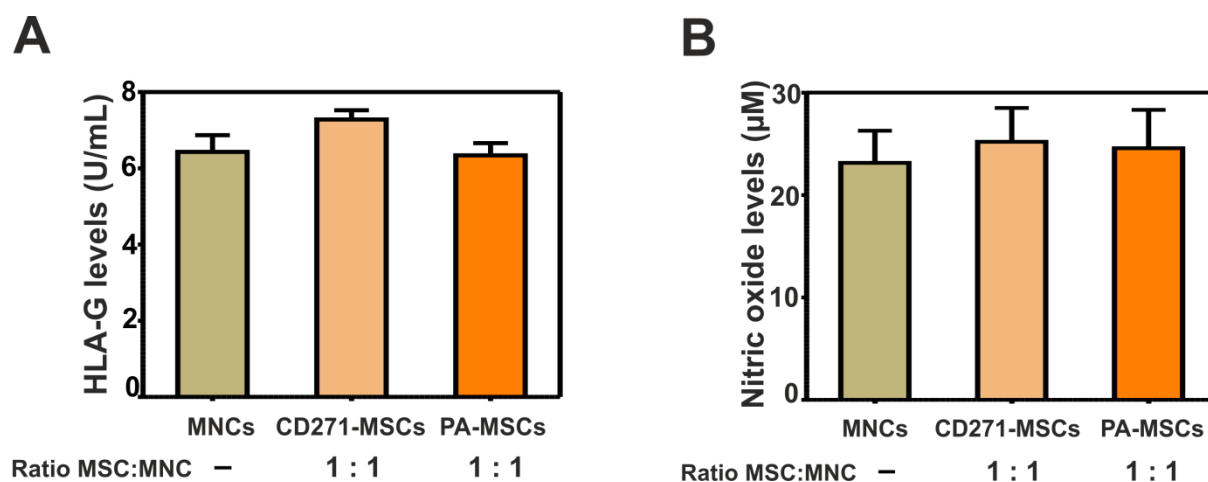 A
HLA-G levels (U/mL)
8
6
4
2
0
MNCs CD271-MSCs PA-MSCs
Ratio MSC:MNC – 1 : 1 1 : 1
B
Nitric oxide levels (µM)
30
20
10
0
MNCs CD271-MSCs PA-MSCs
Ratio MSC:MNC – 1 : 1 1 : 1